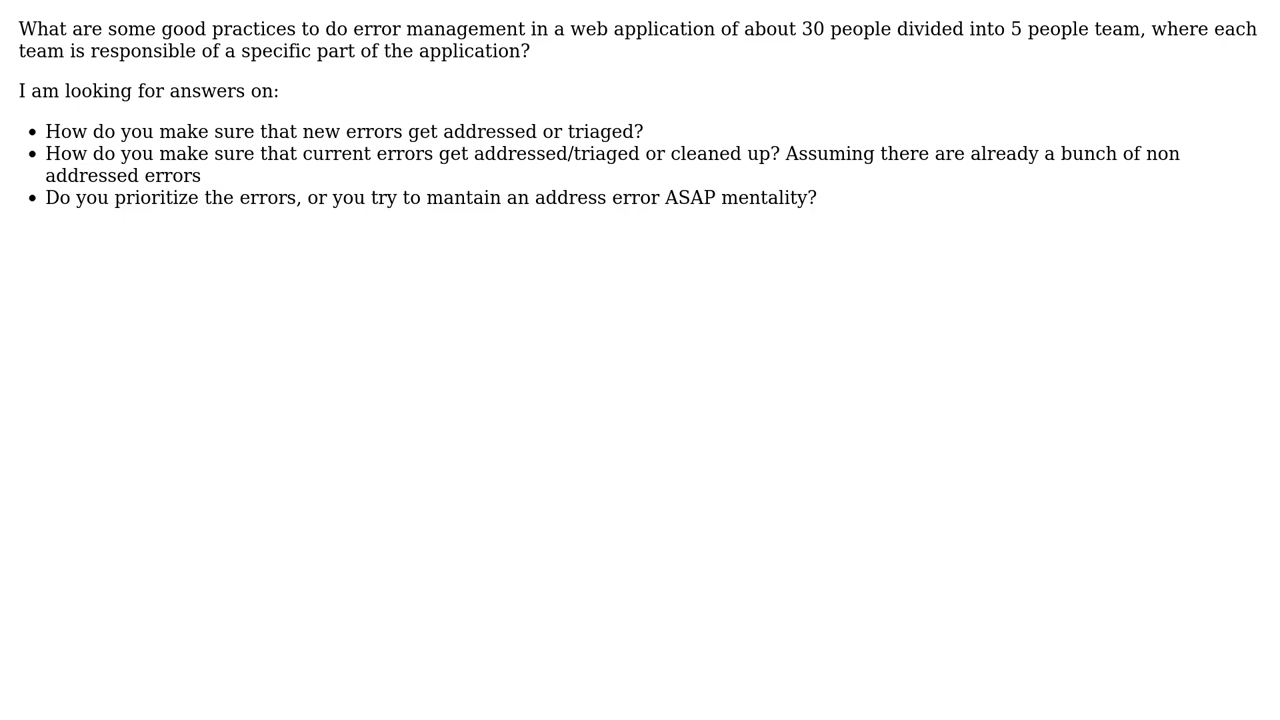 What are some good practices to do error management in a web application of about 30 people divided into 5 people team, where each
team is responsible of a specific part of the application?
I am looking for answers on:
• How do you make sure that new errors get addressed or triaged?
• How do you make sure that current errors get addressed/triaged or cleaned up? Assuming there are already a bunch of non
addressed errors
• Do you prioritize the errors, or you try to mantain an address error ASAP mentality?